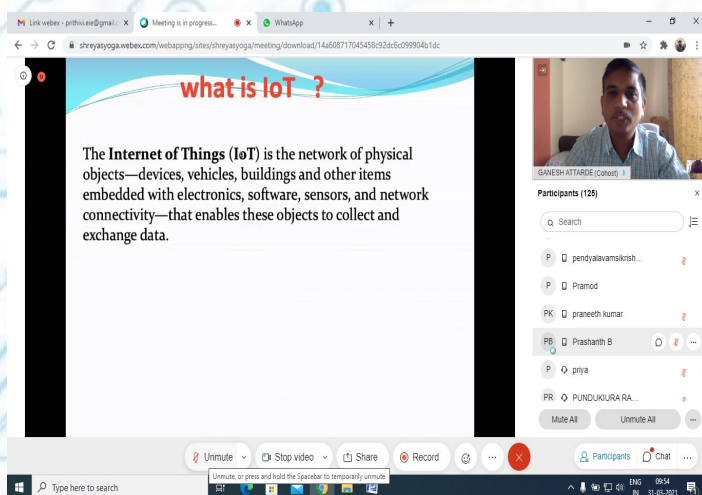 Link webex - prithivi.eie@gmail.c
Meeting is in progress...
WhatsApp
shreyasyoga.webex.com/webappng/sites/shreyasyoga/meeting/download/14a608717045458c92dc6c099904b1dc
what is IoT ?
The Internet of Things (IoT) is the network of physical
objects—devices, vehicles, buildings and other items
embedded with electronics, software, sensors, and network
connectivity—that enables these objects to collect and
exchange data.
GANESH ATTARDE (Cohost)
Participants (125)
Search
P pendyalavamsikrish...
P Pramod
PK praneeth kumar
PB Prashanth B
P priya
PR PUNDUKIURA RA...
Mute All Unmute All
Unmute Stop video Share Record Participants Chat
Unmute, or press and hold the Spacebar to temporarily unmute
Type here to search
ENG 09:54
IN 31-03-2021